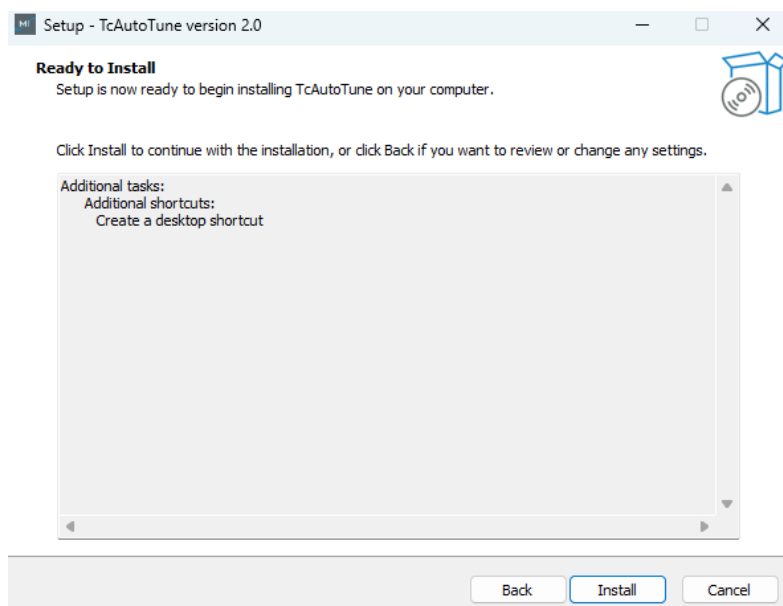 Setup - TcAutoTune version 2.0
Ready to Install
Setup is now ready to begin installing TcAutoTune on your computer.
Click Install to continue with the installation, or click Back if you want to review or change any settings.
Additional tasks:
Additional shortcuts:
Create a desktop shortcut
Back
Install
Cancel